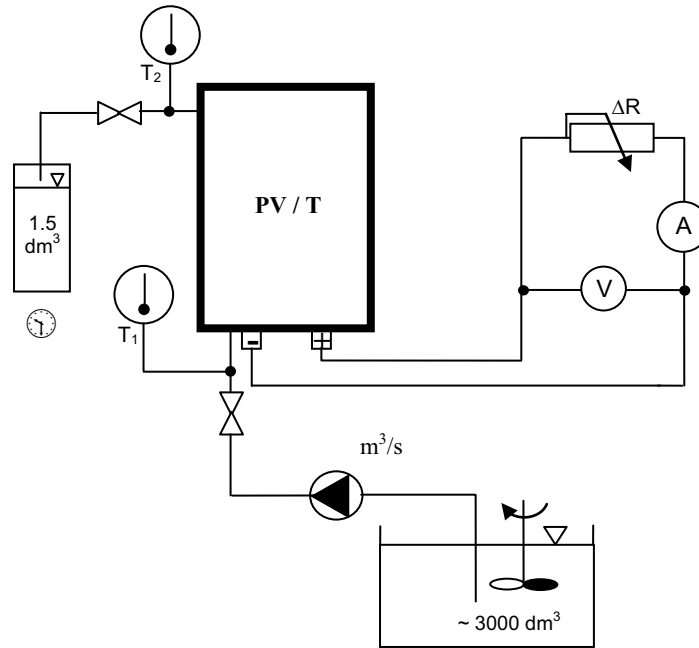 T₂
ΔR
1.5
dm³
PV / T
A
V
T₁
-
+
m³/s
~ 3000 dm³